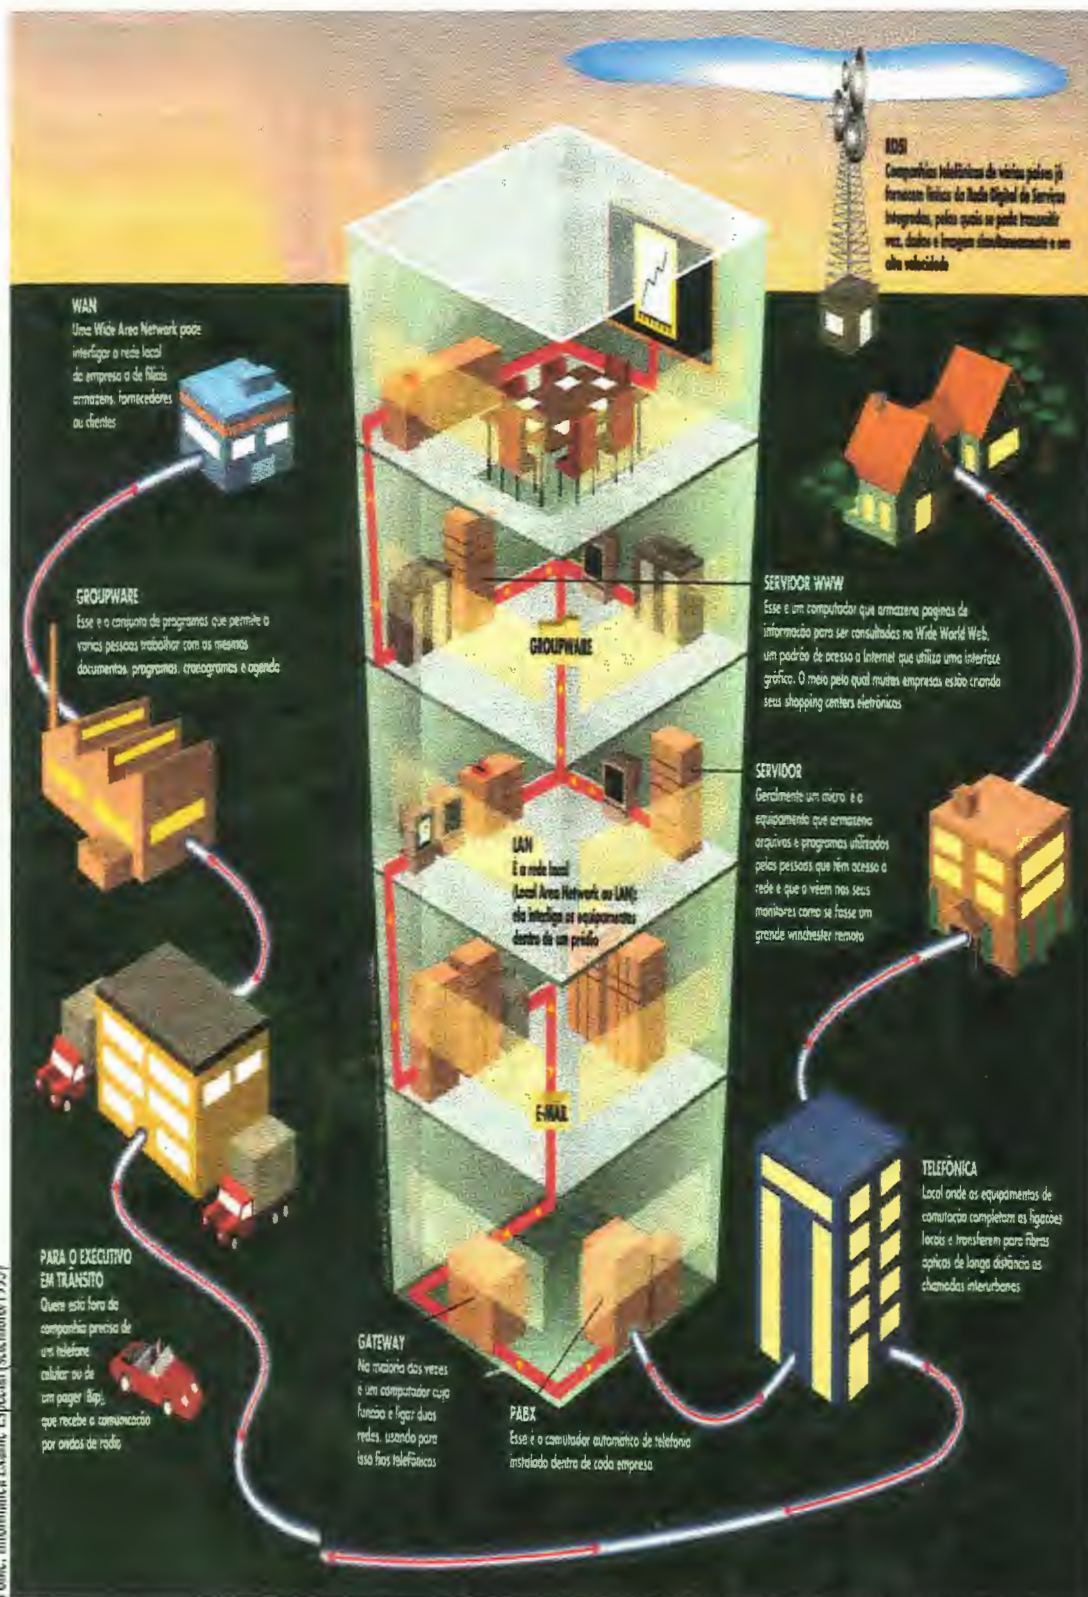 RDSI
Companhias telefônicas de vários países já
fornecem linhas da Rede Digital de Serviços
Integrados, pelas quais se pode transmitir
voz, dados e imagem simultaneamente e em
alta velocidade
WAN
Uma Wide Area Network pode
interligar a rede local
da empresa a de filiais
armazens, fornecedores
ou clientes
GROUPWARE
Esse e o conjunto de programas que permite a
varias pessoas trabalhar com os mesmos
documentos, programas, cronogramas e agenda
SERVIDOR WWW
Esse e um computador que armazena paginas de
informação para ser consultadas na Wide World Web,
um padrão de acesso a Internet que utiliza uma interface
gráfica. O meio pelo qual muitas empresas estão criando
seus shopping centers eletrônicos
GROUPWARE
SERVIDOR
Geralmente um micro, é o
equipamento que armazena
arquivos e programas utilizados
pelas pessoas que têm acesso a
rede e que o vêem nos seus
monitores como se fosse um
grande winchester remoto
LAN
É a rede local
(Local Area Network ou LAN):
ela interliga os equipamentos
dentro de um prédio
E-MAIL
TELEFÔNICA
Local onde os equipamentos de
comutação completam as ligações
locais e transferem para fibras
ópticas de longa distância as
chamadas interurbanas
PARA O EXECUTIVO
EM TRÂNSITO
Quem está fora da
companhia precisa de
um telefone
celular ou de
um pager (Bip),
que recebe a comunicação
por ondas de radio
GATEWAY
Na maioria das vezes
e um computador cuja
função e ligar duas
redes, usando para
isso fios telefônicos
PABX
Esse é o comutador automático de telefonia
instalado dentro de cada empresa
Exame Especial